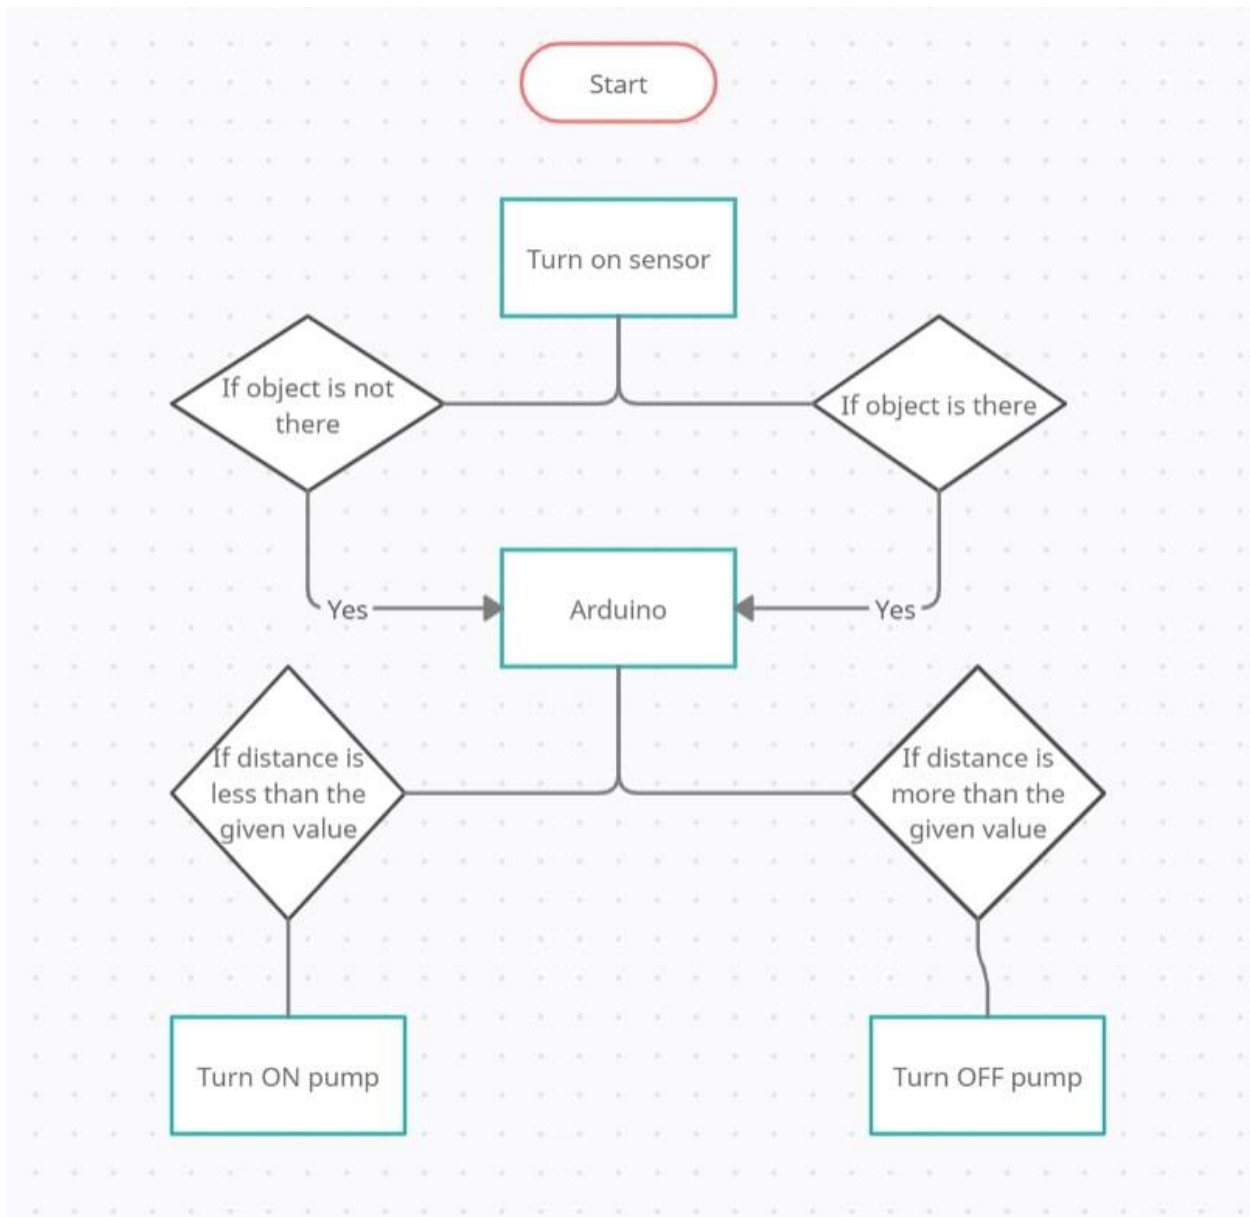 Start
Turn on sensor
If object is not
there
If object is there
Yes
Arduino
Yes
If distance is
less than the
given value
If distance is
more than the
given value
Turn ON pump
Turn OFF pump